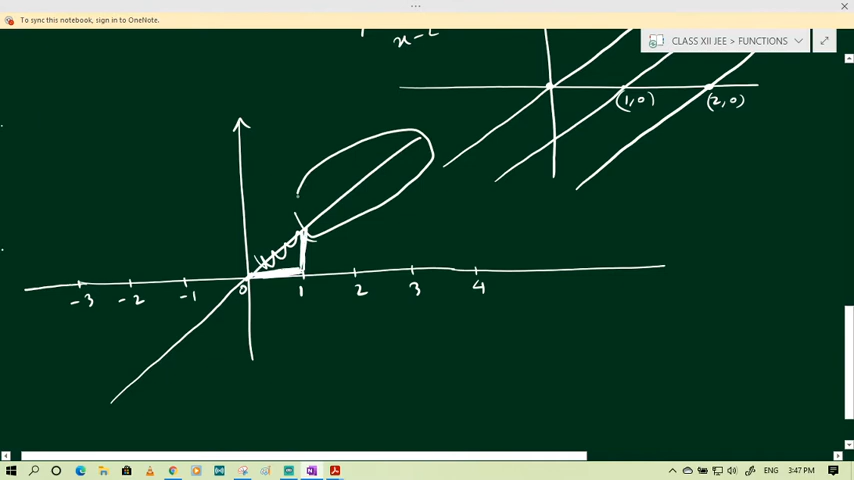 To sync this notebook, sign in to OneNote.
CLASS XII JEE > FUNCTIONS
x-2
(1,0)
(2,0)
-3 -2 -1 0 1 2 3 4
ENG 3:47 PM